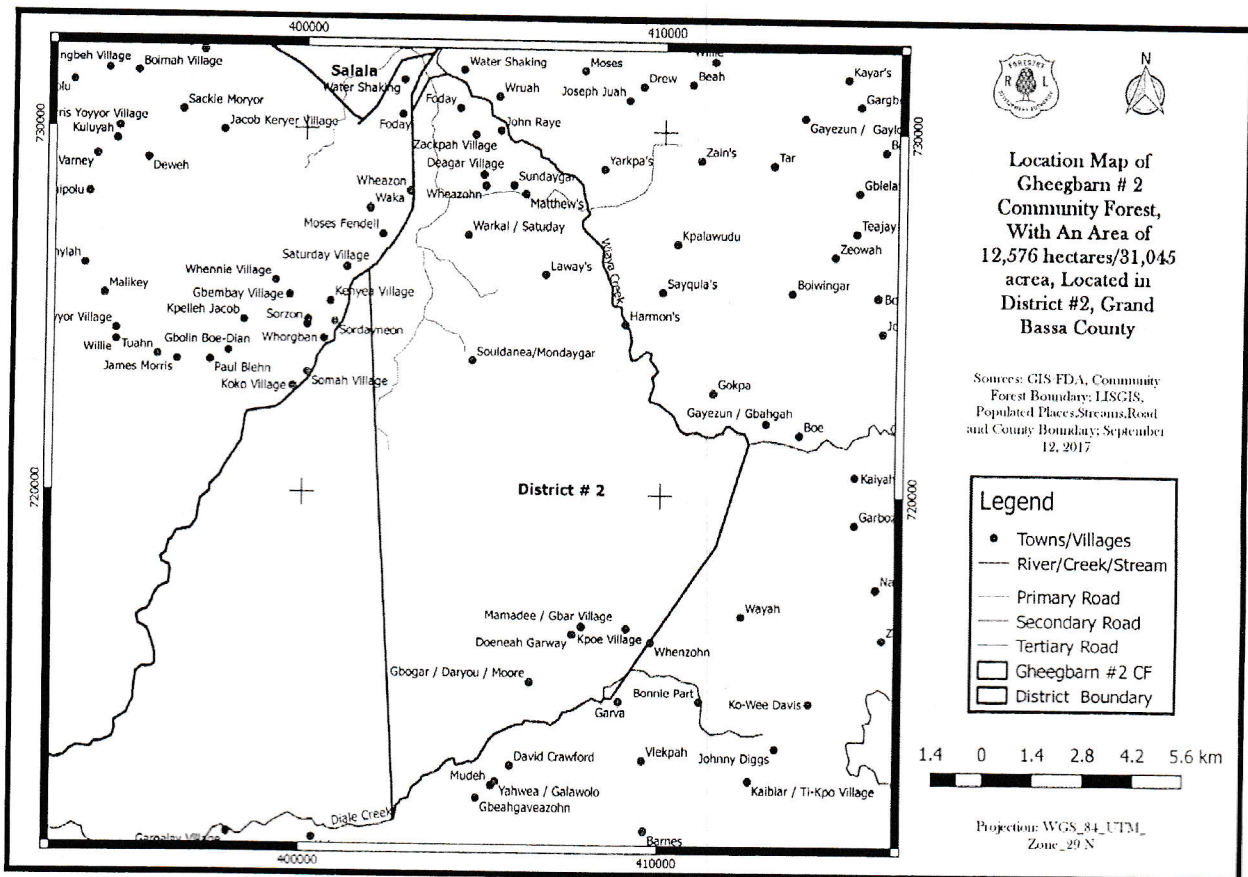 400000
410000
ngbeh Village
Boimah Village
Salala
Water Shaking
Water Shaking
Moses
Drew
Beah
Kayar's
Joseph Juah
Sackie Moryor
Wruah
Foday
Foday
Gayezun /
Jacob Keryer Village
John Raye
730000
730000
Kuluyah
Zackpah Village
Varney
Deweh
Deagar Village
Yarkpa's
Zain's
Tar
Wheazon
Wheazohn
Sundaygar
Matthew's
Waka
Moses Fendell
Warkal / Satuday
Kpalawudu
Teajay
Zeowah
Saturday Village
Whennie Village
Laway's
Wiaya Creek
Malikey
Gbembay Village
Kenyea Village
Sayqula's
Boiwingar
Kpelleh Jacob
Sorzon
Sordaymeon
Harmon's
Willie
Tuahn
Gbolin Boe-Dian
Whorgban
James Morris
Paul Blehn
Souldanea/Mondaygar
Koko Village
Somah Village
Gokpa
Gayezun / Gbahgah
Boe
720000
720000
District # 2
Kaiyah
Mamadee / Gbar Village
Wayah
Doeneah Garway
Kpoe Village
Whenzohn
Gbogar / Daryou / Moore
Bonnie Part
Garva
Ko-Wee Davis
David Crawford
Vlekpah
Johnny Diggs
Mudeh
Yahwea / Galawolo
Kaiblar / Ti-Kpo Village
Gbeahgaveazohn
Diale Creek
Barnes
400000
410000
FORESTRY
R L
N
Location Map of
Gheegbarn # 2
Community Forest,
With An Area of
12,576 hectares/31,045
acrea, Located in
District #2, Grand
Bassa County
Sources: GIS-FDA, Community
Forest Boundary; LISGIS,
Populated Places,Streams,Road
and County Boundary; September
12, 2017
Legend
Towns/Villages
River/Creek/Stream
Primary Road
Secondary Road
Tertiary Road
Gheegbarn #2 CF
District Boundary
1.4 0 1.4 2.8 4.2 5.6 km
Projection: WGS_84_UTM_
Zone_29 N